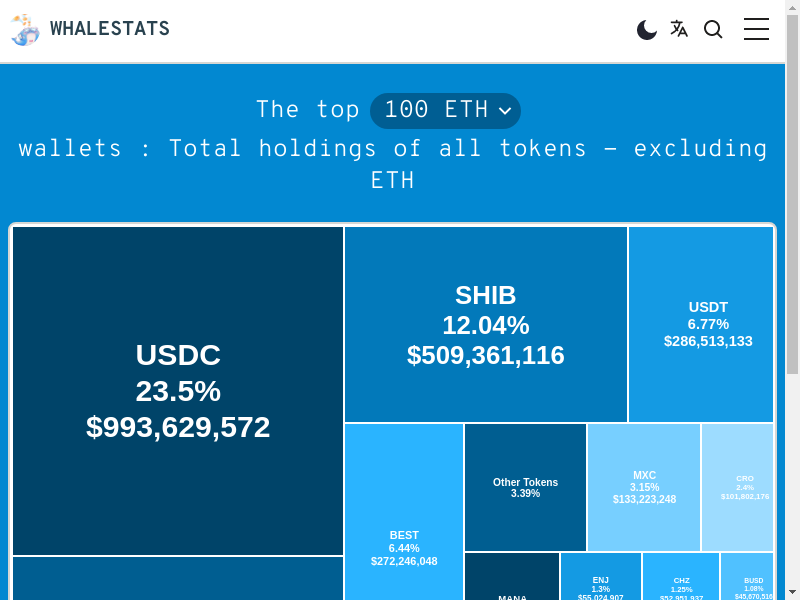 WHALESTATS
The top 100 ETH
wallets : Total holdings of all tokens – excluding
ETH
USDC
23.5%
$993,629,572
SHIB
12.04%
$509,361,116
USDT
6.77%
$286,513,133
BEST
6.44%
$272,246,048
Other Tokens
3.39%
MXC
3.15%
$133,223,248
CRO
2.4%
$101,802,176
MANA
ENJ
1.3%
$55,024,907
CHZ
1.25%
$52,951,937
BUSD
1.08%
$45,670,516